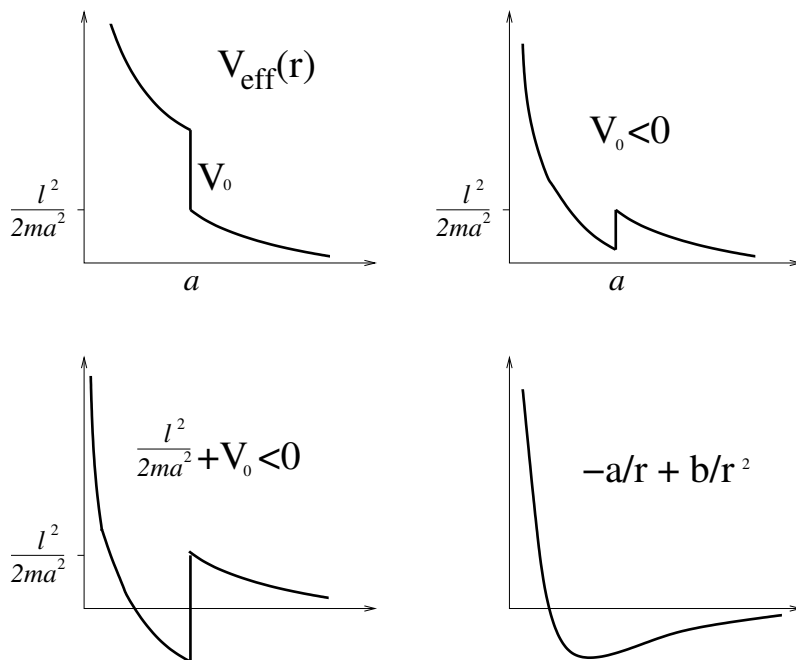 V_eff(r)
V₀
l²/2ma²
a
V₀<0
l²/2ma²
a
l²/2ma² +V₀<0
l²/2ma²
−a/r + b/r²